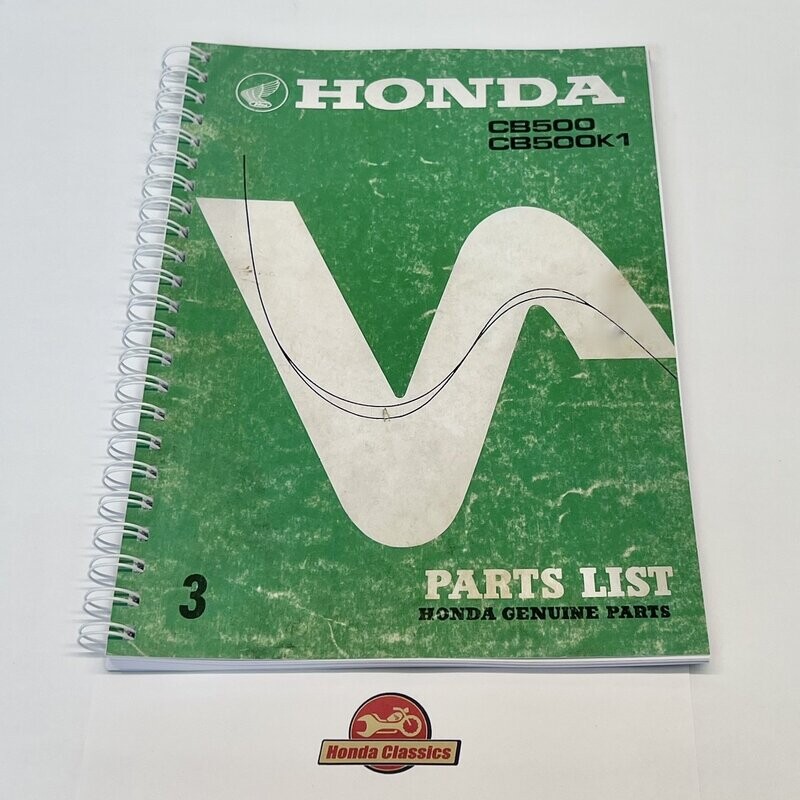 HONDA
CB500
CB500K1
3
PARTS LIST
HONDA GENUINE PARTS
Honda Classics